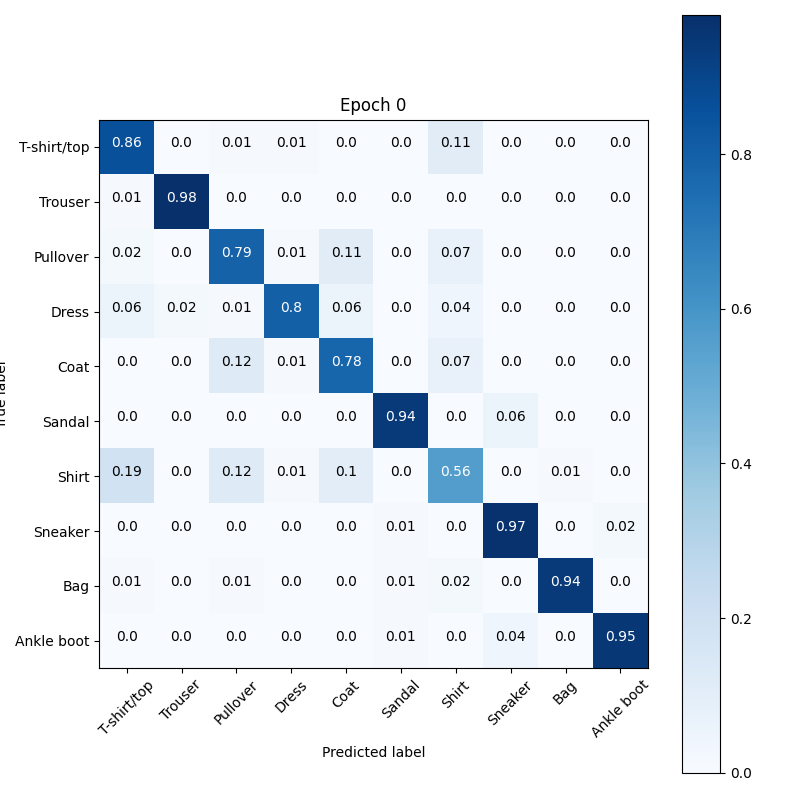 Epoch 0
T-shirt/top 0.86 0.0 0.01 0.01 0.0 0.0 0.11 0.0 0.0 0.0
Trouser 0.01 0.98 0.0 0.0 0.0 0.0 0.0 0.0 0.0 0.0
Pullover 0.02 0.0 0.79 0.01 0.11 0.0 0.07 0.0 0.0 0.0
Dress 0.06 0.02 0.01 0.8 0.06 0.0 0.04 0.0 0.0 0.0
Coat 0.0 0.0 0.12 0.01 0.78 0.0 0.07 0.0 0.0 0.0
Sandal 0.0 0.0 0.0 0.0 0.0 0.94 0.0 0.06 0.0 0.0
Shirt 0.19 0.0 0.12 0.01 0.1 0.0 0.56 0.0 0.01 0.0
Sneaker 0.0 0.0 0.0 0.0 0.0 0.01 0.0 0.97 0.0 0.02
Bag 0.01 0.0 0.01 0.0 0.0 0.01 0.02 0.0 0.94 0.0
Ankle boot 0.0 0.0 0.0 0.0 0.0 0.01 0.0 0.04 0.0 0.95
T-shirt/top Trouser Pullover Dress Coat Sandal Shirt Sneaker Bag Ankle boot
Predicted label
0.8
0.6
0.4
0.2
0.0